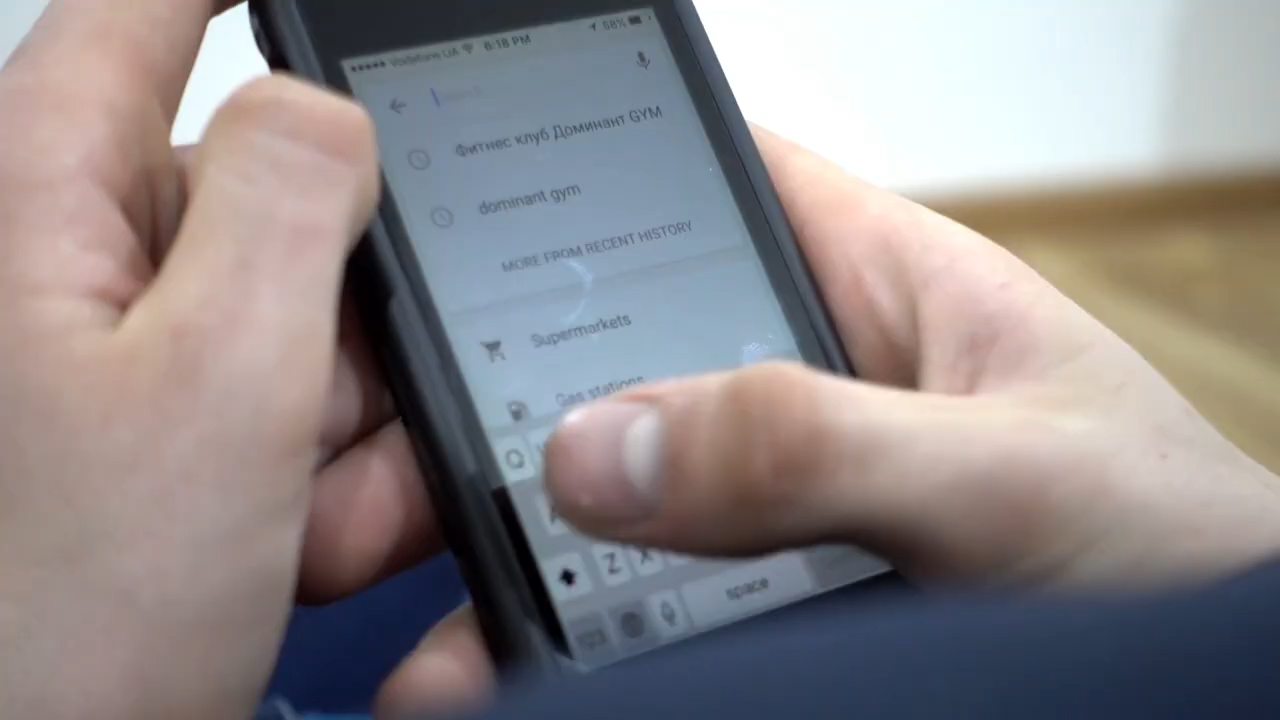 Vodafone UA 6:18 PM 58%
Фитнес клуб Доминант GYM
dominant gym
MORE FROM RECENT HISTORY
Supermarkets
Gas stations
Q
Z X
space